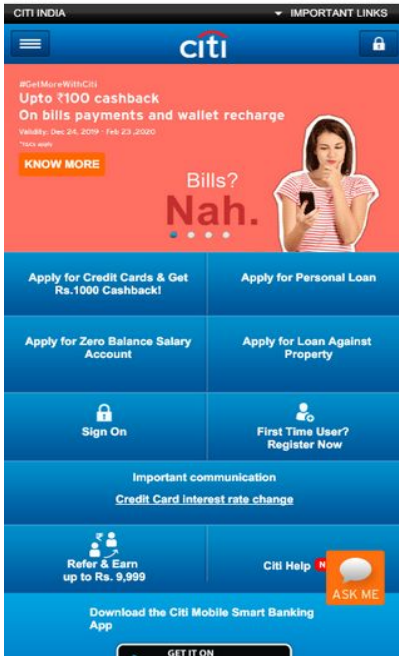 CITI INDIA
IMPORTANT LINKS
citi
#GetMoreWithCiti
Upto ₹100 cashback
On bills payments and wallet recharge
Validity: Dec 24, 2019 - Feb 23 ,2020
*T&Cs apply
KNOW MORE
Bills?
Nah.
Apply for Credit Cards & Get
Rs.1000 Cashback!
Apply for Personal Loan
Apply for Zero Balance Salary
Account
Apply for Loan Against
Property
Sign On
First Time User?
Register Now
Important communication
Credit Card interest rate change
Refer & Earn
up to Rs. 9,999
Citi Help
N
ASK ME
Download the Citi Mobile Smart Banking
App
GET IT ON